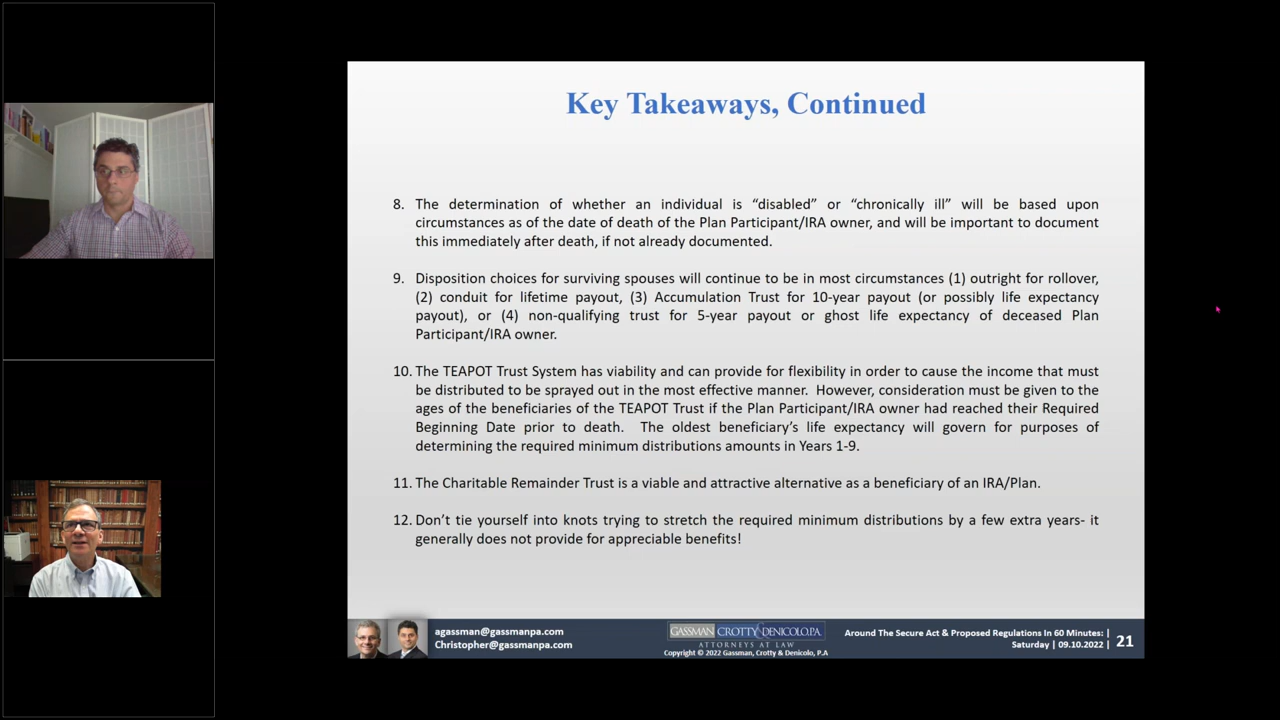 Key Takeaways, Continued
8. The determination of whether an individual is “disabled” or “chronically ill” will be based upon
circumstances as of the date of death of the Plan Participant/IRA owner, and will be important to document
this immediately after death, if not already documented.
9. Disposition choices for surviving spouses will continue to be in most circumstances (1) outright for rollover,
(2) conduit for lifetime payout, (3) Accumulation Trust for 10-year payout (or possibly life expectancy
payout), or (4) non-qualifying trust for 5-year payout or ghost life expectancy of deceased Plan
Participant/IRA owner.
10. The TEAPOT Trust System has viability and can provide for flexibility in order to cause the income that must
be distributed to be sprayed out in the most effective manner. However, consideration must be given to the
ages of the beneficiaries of the TEAPOT Trust if the Plan Participant/IRA owner had reached their Required
Beginning Date prior to death. The oldest beneficiary’s life expectancy will govern for purposes of
determining the required minimum distributions amounts in Years 1-9.
11. The Charitable Remainder Trust is a viable and attractive alternative as a beneficiary of an IRA/Plan.
12. Don’t tie yourself into knots trying to stretch the required minimum distributions by a few extra years- it
generally does not provide for appreciable benefits!
agassman@gassmanpa.com
Christopher@gassmanpa.com
GASSMAN CROTTY DENICOLO, P.A.
ATTORNEYS AT LAW
Copyright © 2022 Gassman, Crotty & Denicolo, P.A
Around The Secure Act & Proposed Regulations In 60 Minutes: |
Saturday | 09.10.2022 |
21